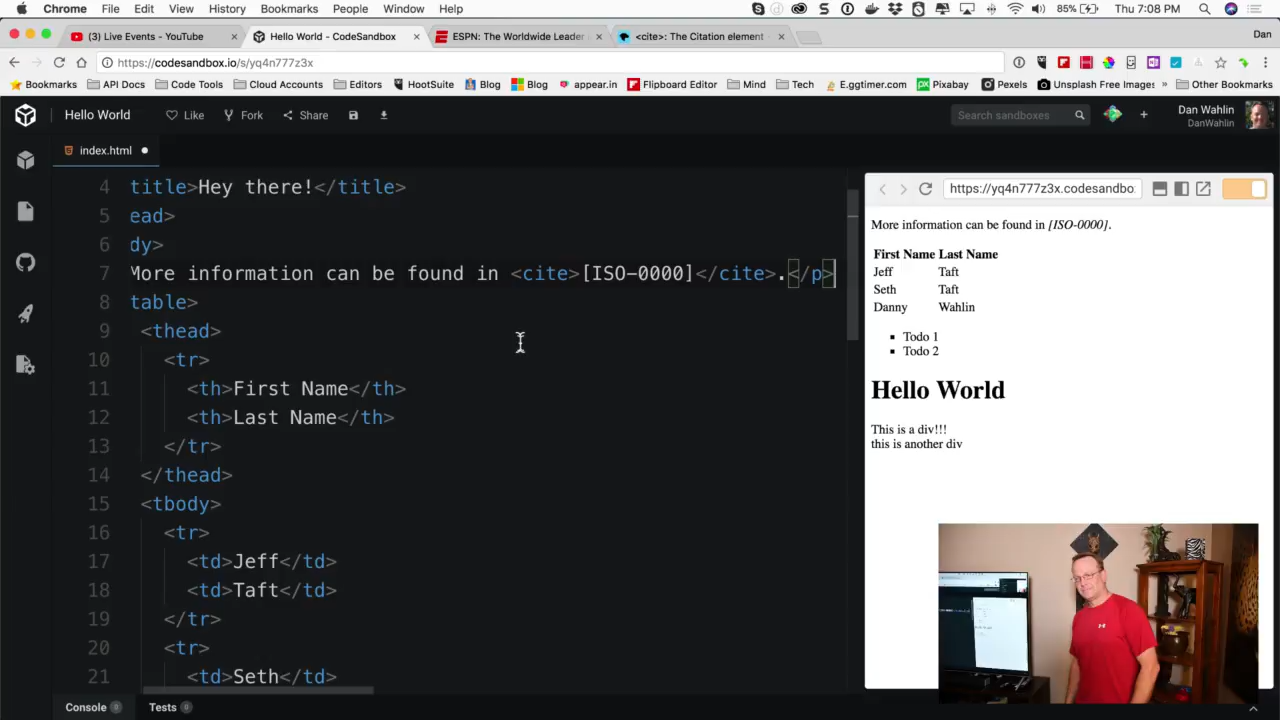 Chrome File Edit View History Bookmarks People Window Help 85% Thu 7:08 PM
(3) Live Events - YouTube × Hello World - CodeSandbox × ESPN: The Worldwide Leader × <cite>: The Citation element × Dan
https://codesandbox.io/s/yq4n777z3x
Bookmarks API Docs Code Tools Cloud Accounts Editors HootSuite Blog Blog appear.in Flipboard Editor Mind Tech E.ggtimer.com Pixabay Pexels Unsplash Free Images » Other Bookmarks
Hello World Like Fork Share Search sandboxes Dan Wahlin
DanWahlin
index.html
4 title>Hey there!</title>
5 ead>
6 dy>
7 More information can be found in <cite>[ISO-0000]</cite>.</p>
8 table>
9 <thead>
10 <tr>
11 <th>First Name</th>
12 <th>Last Name</th>
13 </tr>
14 </thead>
15 <tbody>
16 <tr>
17 <td>Jeff</td>
18 <td>Taft</td>
19 </tr>
20 <tr>
21 <td>Seth</td>
https://yq4n777z3x.codesandbo
More information can be found in [ISO-0000].
First Name Last Name
Jeff Taft
Seth Taft
Danny Wahlin
Todo 1
Todo 2
Hello World
This is a div!!!
this is another div
Console 0 Tests 0